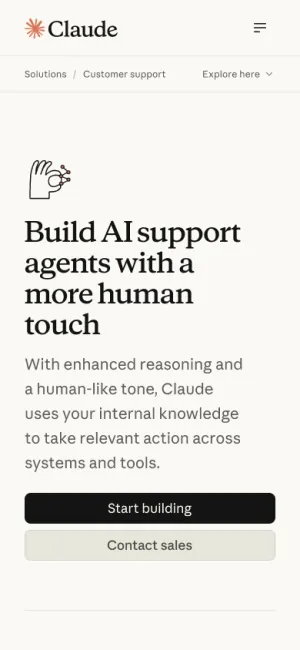 Claude
Solutions / Customer support
Explore here
Build AI support
agents with a
more human
touch
With enhanced reasoning and
a human-like tone, Claude
uses your internal knowledge
to take relevant action across
systems and tools.
Start building
Contact sales